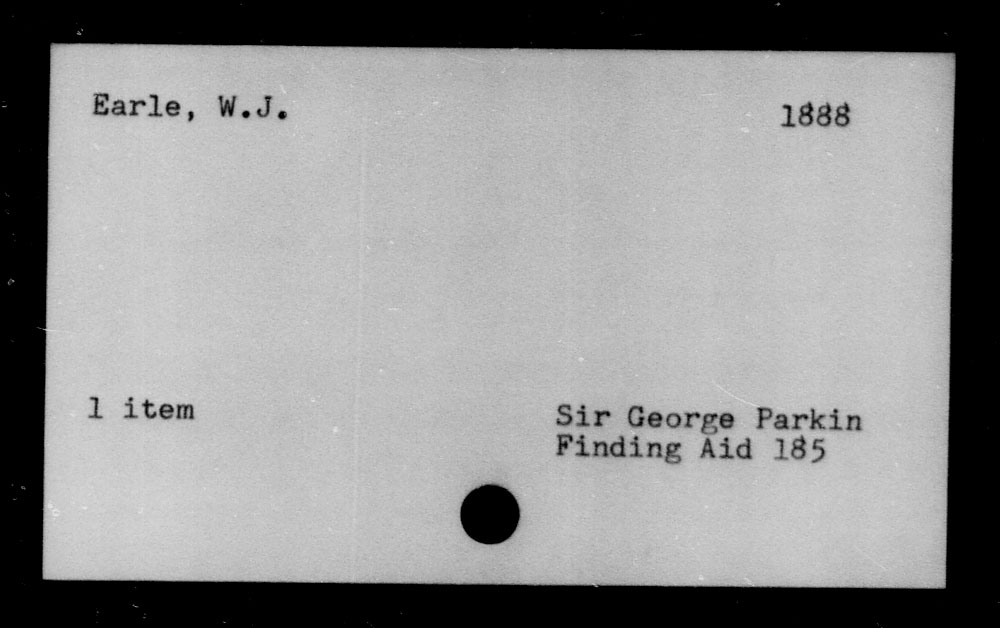 Earle, W.J.
1888
1 item
Sir George Parkin
Finding Aid 185